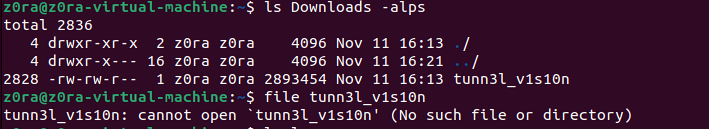 z0ra@z0ra-virtual-machine:~$ ls Downloads -alps
total 2836
   4 drwxr-xr-x  2 z0ra z0ra    4096 Nov 11 16:13 ./
   4 drwxr-x--- 16 z0ra z0ra    4096 Nov 11 16:21 ../
2828 -rw-rw-r--  1 z0ra z0ra 2893454 Nov 11 16:13 tunn3l_v1s10n
z0ra@z0ra-virtual-machine:~$ file tunn3l_v1s10n
tunn3l_v1s10n: cannot open `tunn3l_v1s10n' (No such file or directory)